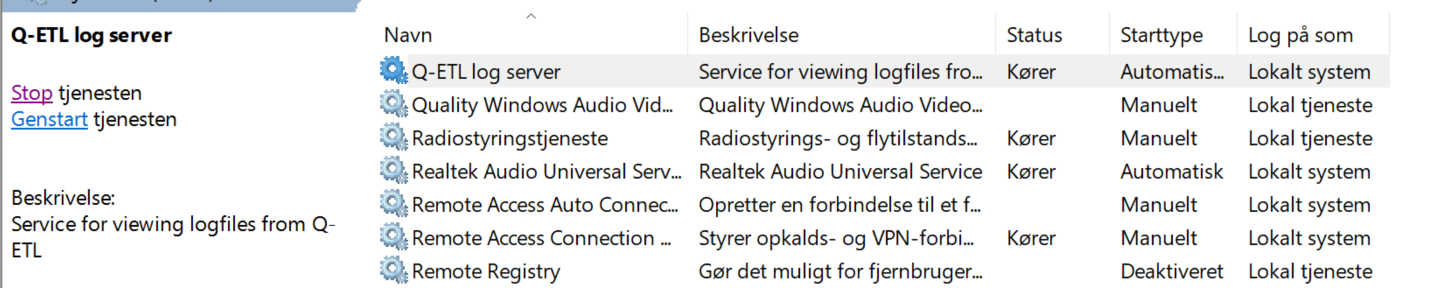 Q-ETL log server
Stop tjenesten
Genstart tjenesten
Beskrivelse:
Service for viewing logfiles from Q-
ETL
Navn Beskrivelse Status Starttype Log på som
Q-ETL log server Service for viewing logfiles fro... Kører Automatis... Lokalt system
Quality Windows Audio Vid... Quality Windows Audio Video... Manuelt Lokal tjeneste
Radiostyringstjeneste Radiostyrings- og flytilstands... Kører Manuelt Lokal tjeneste
Realtek Audio Universal Serv... Realtek Audio Universal Service Kører Automatisk Lokalt system
Remote Access Auto Connec... Opretter en forbindelse til et f... Manuelt Lokalt system
Remote Access Connection ... Styrer opkalds- og VPN-forbi... Kører Manuelt Lokalt system
Remote Registry Gør det muligt for fjernbruger... Deaktiveret Lokal tjeneste